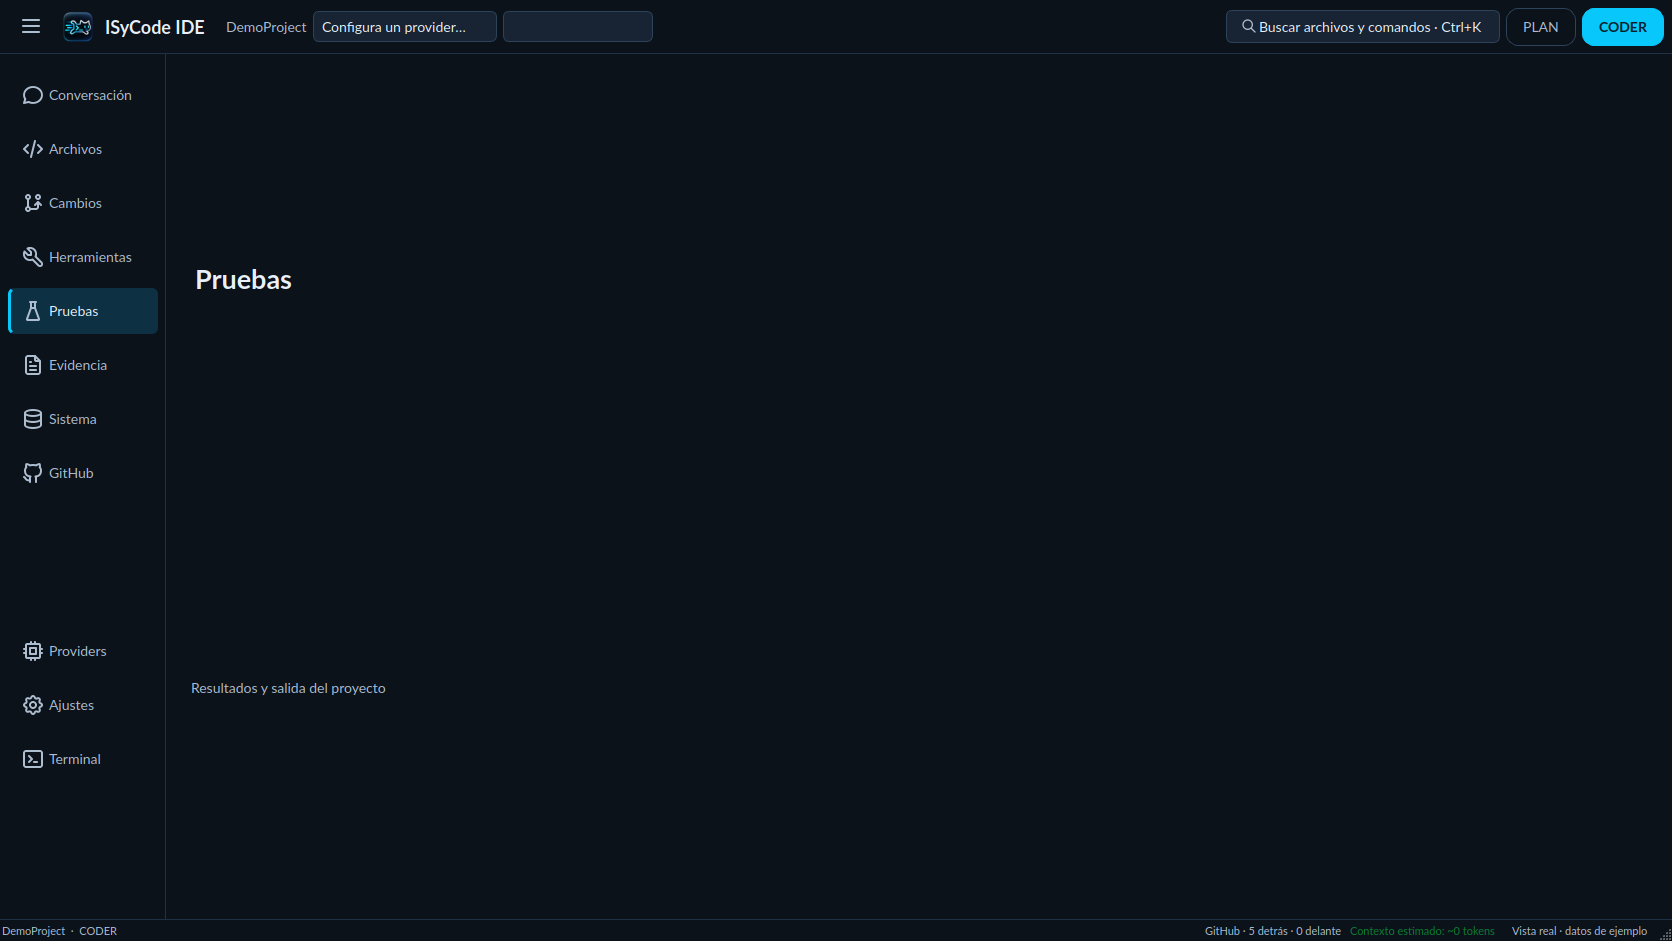 ISyCode IDE
DemoProject
Configura un provider...
Buscar archivos y comandos · Ctrl+K
PLAN
CODER
Conversación
Archivos
Cambios
Herramientas
Pruebas
Evidencia
Sistema
GitHub
Providers
Ajustes
Terminal
Pruebas
Resultados y salida del proyecto
DemoProject · CODER
GitHub · 5 detrás · 0 delante
Contexto estimado: ~0 tokens
Vista real · datos de ejemplo